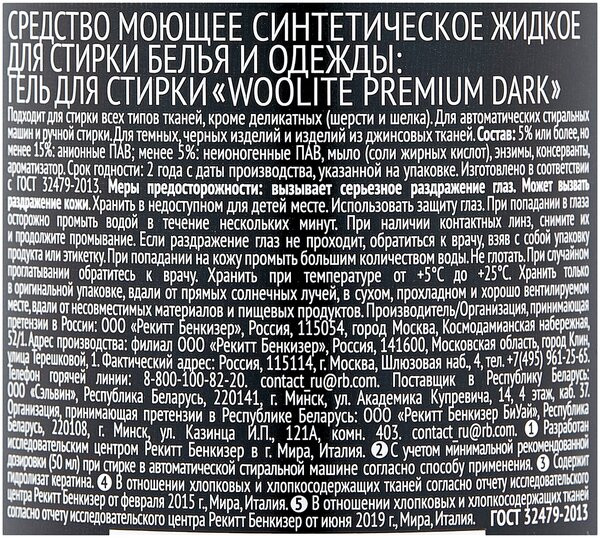 СРЕДСТВО МОЮЩЕЕ СИНТЕТИЧЕСКОЕ ЖИДКОЕ
ДЛЯ СТИРКИ БЕЛЬЯ И ОДЕЖДЫ:
ГЕЛЬ ДЛЯ СТИРКИ «WOOLITE PREMIUM DARK»
Подходит для стирки всех типов тканей, кроме деликатных (шерсти и шелка). Для автоматических стиральных
машин и ручной стирки. Для темных, черных изделий и изделий из джинсовых тканей. Состав: 5% или более, но
менее 15%: анионные ПАВ; менее 5%: неионогенные ПАВ, мыло (соли жирных кислот), энзимы, консерванты,
ароматизатор. Срок годности: 2 года с даты производства, указанной на упаковке. Изготовлено в соответствии
с ГОСТ 32479-2013. Меры предосторожности: вызывает серьезное раздражение глаз. Может вызвать
раздражение кожи. Хранить в недоступном для детей месте. Использовать защиту глаз. При попадании в глаза
осторожно промыть водой в течение нескольких минут. При наличии контактных линз, снимите их
и продолжите промывание. Если раздражение глаз не проходит, обратиться к врачу, взяв с собой упаковку
продукта или этикетку. При попадании на кожу промыть большим количеством воды. Не глотать. При случайном
проглатывании обратитесь к врачу. Хранить при температуре от +5°С до +25°С. Хранить только
в оригинальной упаковке, вдали от прямых солнечных лучей, в сухом, прохладном и хорошо вентилируемом
месте, вдали от несовместимых материалов и пищевых продуктов. Производитель/Организация, принимающая
претензии в России: ООО «Рекитт Бенкизер», Россия, 115054, город Москва, Космодамианская набережная,
52/1. Адрес производства: филиал ООО «Рекитт Бенкизер», Россия, 141600, Московская область, город Клин,
улица Терешковой, 1. Фактический адрес: Россия, 115114, г. Москва, Шлюзовая наб., 4, тел. +7(495) 961-25-65.
Телефон горячей линии: 8-800-100-82-20. contact_ru@rb.com. Поставщик в Республику Беларусь:
ООО «Сэльвин», Республика Беларусь, 220141, г. Минск, ул. Академика Купревича, 14, 4 этаж, каб. 37.
Организация, принимающая претензии в Республике Беларусь: ООО «Рекитт Бенкизер БиУай», Республика
Беларусь, 220108, г. Минск, ул. Казинца И.П., 121А, ком. 403. contact_ru@rb.com. 1 Разработан
исследовательским центром Рекитт Бенкизер в г. Мира, Италия. 2 С учетом минимальной рекомендованной
дозировки (50 мл) при стирке в автоматической стиральной машине согласно способу применения. 3 Содержит
гидролизат кератина. 4 В отношении хлопковых и хлопкосодержащих тканей согласно отчету исследовательского
центра Рекитт Бенкизер от февраля 2015 г., Мира, Италия. 5 В отношении хлопковых и хлопкосодержащих тканей
согласно отчету исследовательского центра Рекитт Бенкизер от июня 2019 г., Мира, Италия. ГОСТ 32479-2013